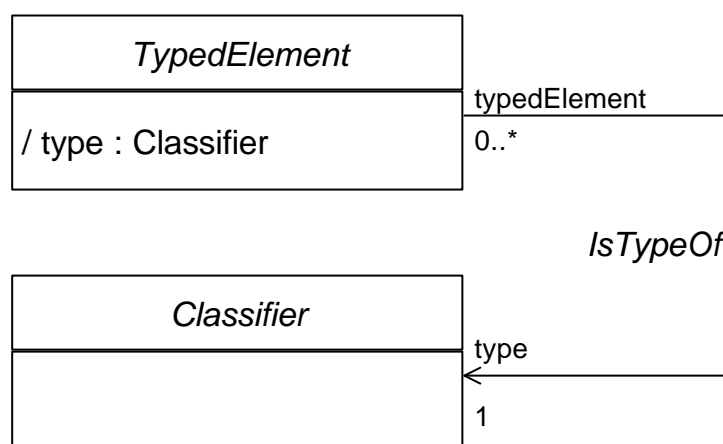 TypedElement
typedElement
/ type : Classifier
0..*
IsTypeOf
Classifier
type
1